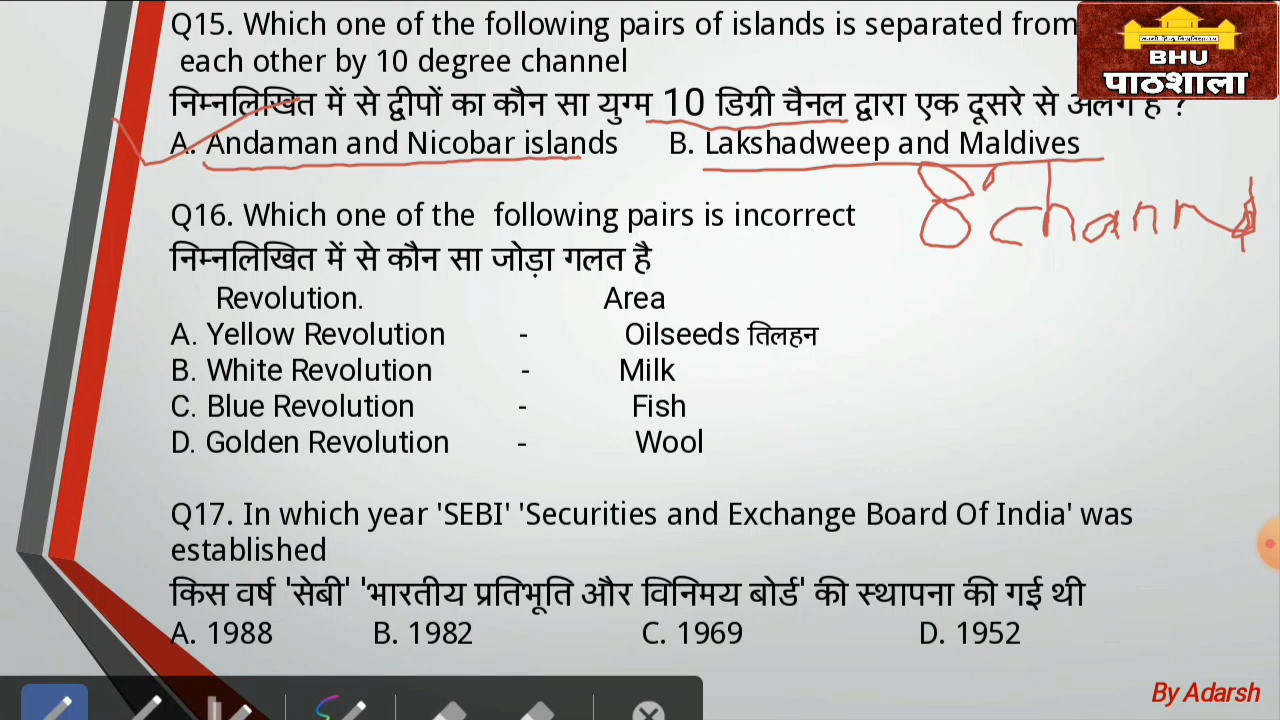 Q15. Which one of the following pairs of islands is separated from
each other by 10 degree channel
निम्नलिखित में से द्वीपों का कौन सा युग्म 10 डिग्री चैनल द्वारा एक दूसरे से अलग है ?
A. Andaman and Nicobar islands B. Lakshadweep and Maldives
8° channel
Q16. Which one of the following pairs is incorrect
निम्नलिखित में से कौन सा जोड़ा गलत है
Revolution. Area
A. Yellow Revolution - Oilseeds तिलहन
B. White Revolution - Milk
C. Blue Revolution - Fish
D. Golden Revolution - Wool
Q17. In which year 'SEBI' 'Securities and Exchange Board Of India' was
established
किस वर्ष 'सेबी' 'भारतीय प्रतिभूति और विनिमय बोर्ड' की स्थापना की गई थी
A. 1988 B. 1982 C. 1969 D. 1952
By Adarsh
BHU
पाठशाला